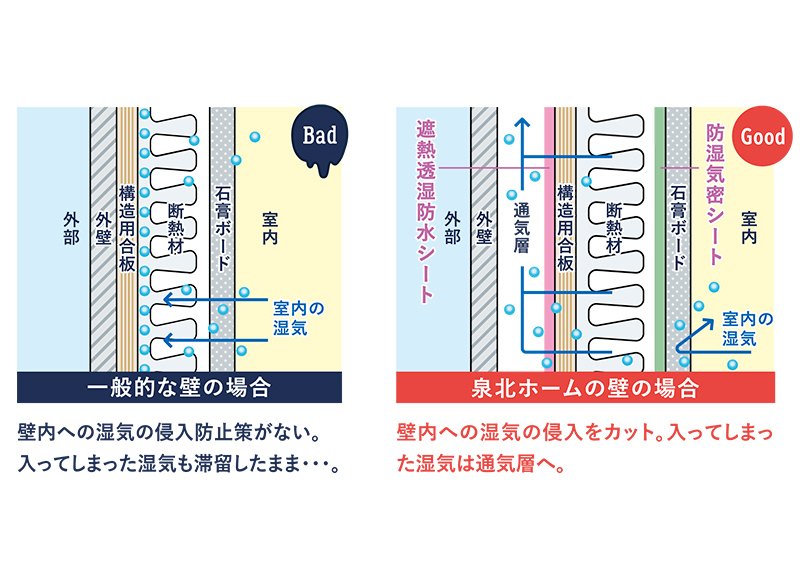 Bad
外部
外壁
構造用合板
断熱材
石膏ボード
室内
室内の
湿気
一般的な壁の場合
壁内への湿気の侵入防止策がない。
入ってしまった湿気も滞留したまま・・・。
Good
遮熱透湿防水シート
外部
外壁
通気層
構造用合板
断熱材
石膏ボード
防湿気密シート
室内
室内の
湿気
泉北ホームの壁の場合
壁内への湿気の侵入をカット。入ってしまっ
た湿気は通気層へ。